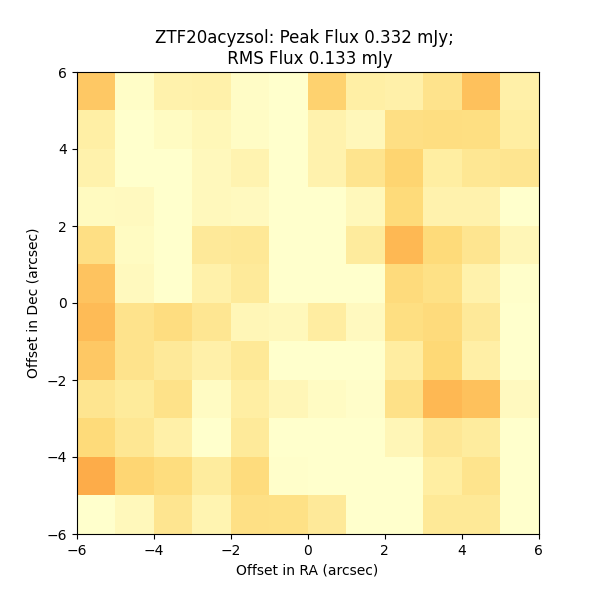 ZTF20acyzsol: Peak Flux 0.332 mJy;
RMS Flux 0.133 mJy
6
4
2
0
−2
−4
−6
Offset in Dec (arcsec)
−6 −4 −2 0 2 4 6
Offset in RA (arcsec)